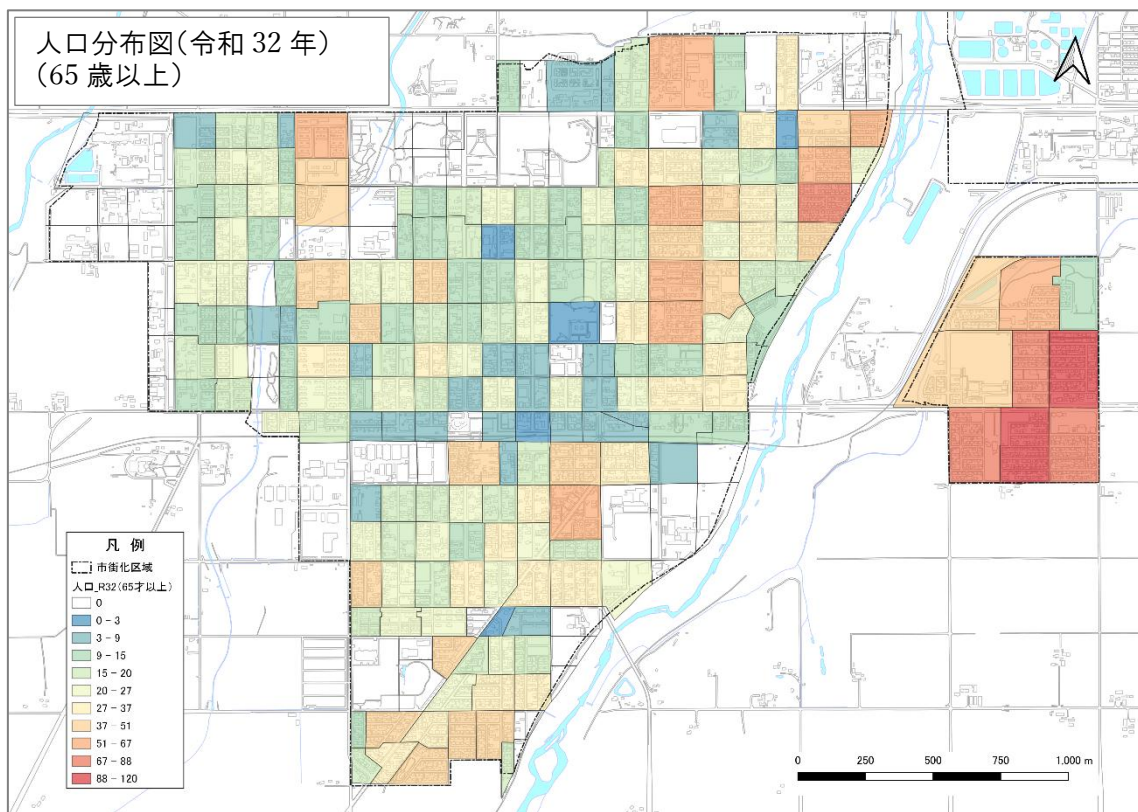 人口分布図(令和 32 年)
(65 歳以上)
凡 例
市街化区域
人口_R32(65才以上)
0
0 - 3
3 - 9
9 - 15
15 - 20
20 - 27
27 - 37
37 - 51
51 - 67
67 - 88
88 - 120
0 250 500 750 1,000 m